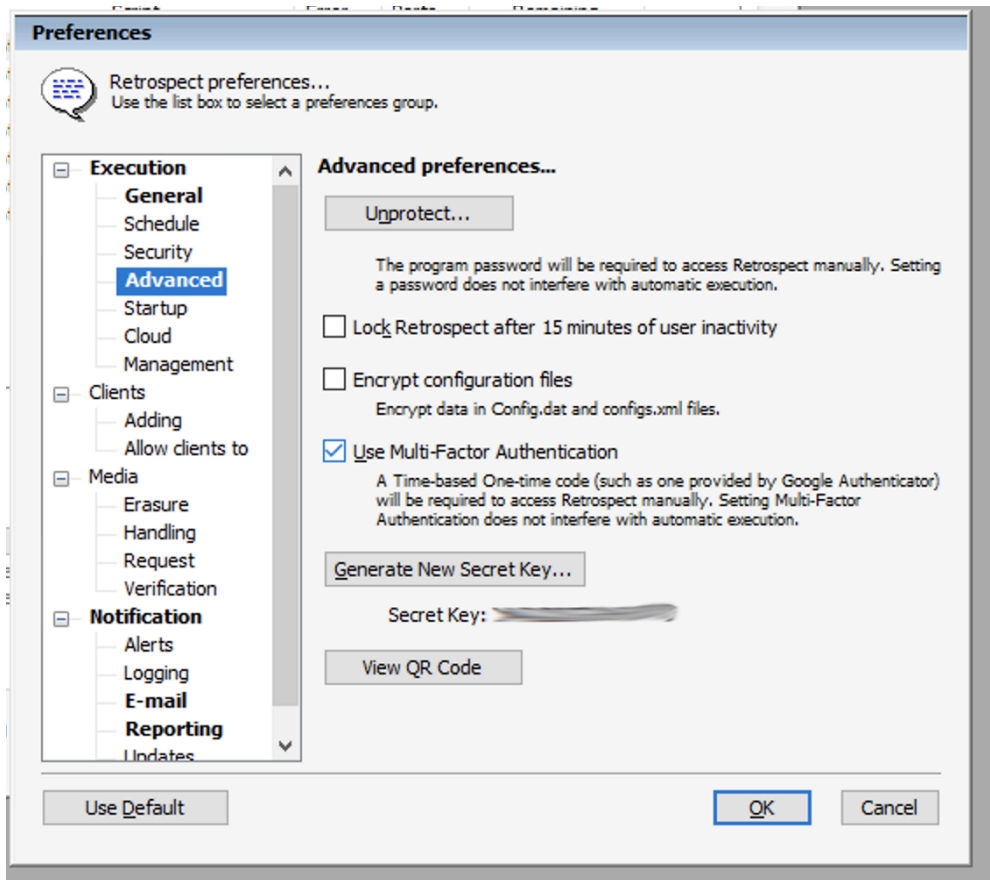 Preferences
Retrospect preferences...
Use the list box to select a preferences group.
Execution
General
Schedule
Security
Advanced
Startup
Cloud
Management
Clients
Adding
Allow clients to
Media
Erasure
Handling
Request
Verification
Notification
Alerts
Logging
E-mail
Reporting
Updates
Advanced preferences...
Unprotect...
The program password will be required to access Retrospect manually. Setting
a password does not interfere with automatic execution.
Lock Retrospect after 15 minutes of user inactivity
Encrypt configuration files
Encrypt data in Config.dat and configs.xml files.
Use Multi-Factor Authentication
A Time-based One-time code (such as one provided by Google Authenticator)
will be required to access Retrospect manually. Setting Multi-Factor
Authentication does not interfere with automatic execution.
Generate New Secret Key...
Secret Key:
View QR Code
Use Default
OK
Cancel